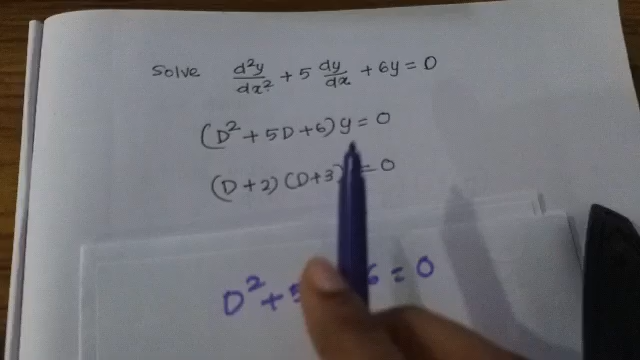 Solve d²y/dx² + 5 dy/dx + 6y = 0
(D² + 5D + 6) y = 0
(D + 2) (D + 3) = 0
D² + 5 6 = 0